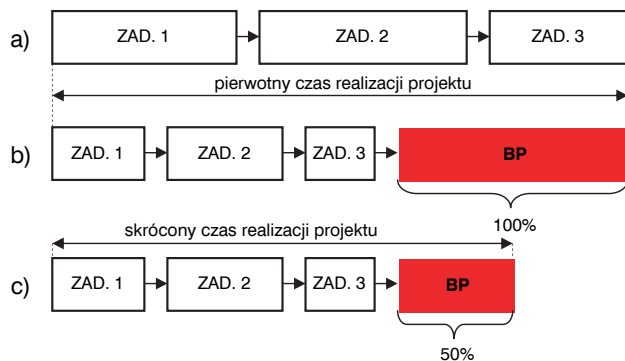 a) ZAD. 1 ZAD. 2 ZAD. 3
pierwotny czas realizacji projektu
b) ZAD. 1 ZAD. 2 ZAD. 3 BP
100%
skrócony czas realizacji projektu
c) ZAD. 1 ZAD. 2 ZAD. 3 BP
50%